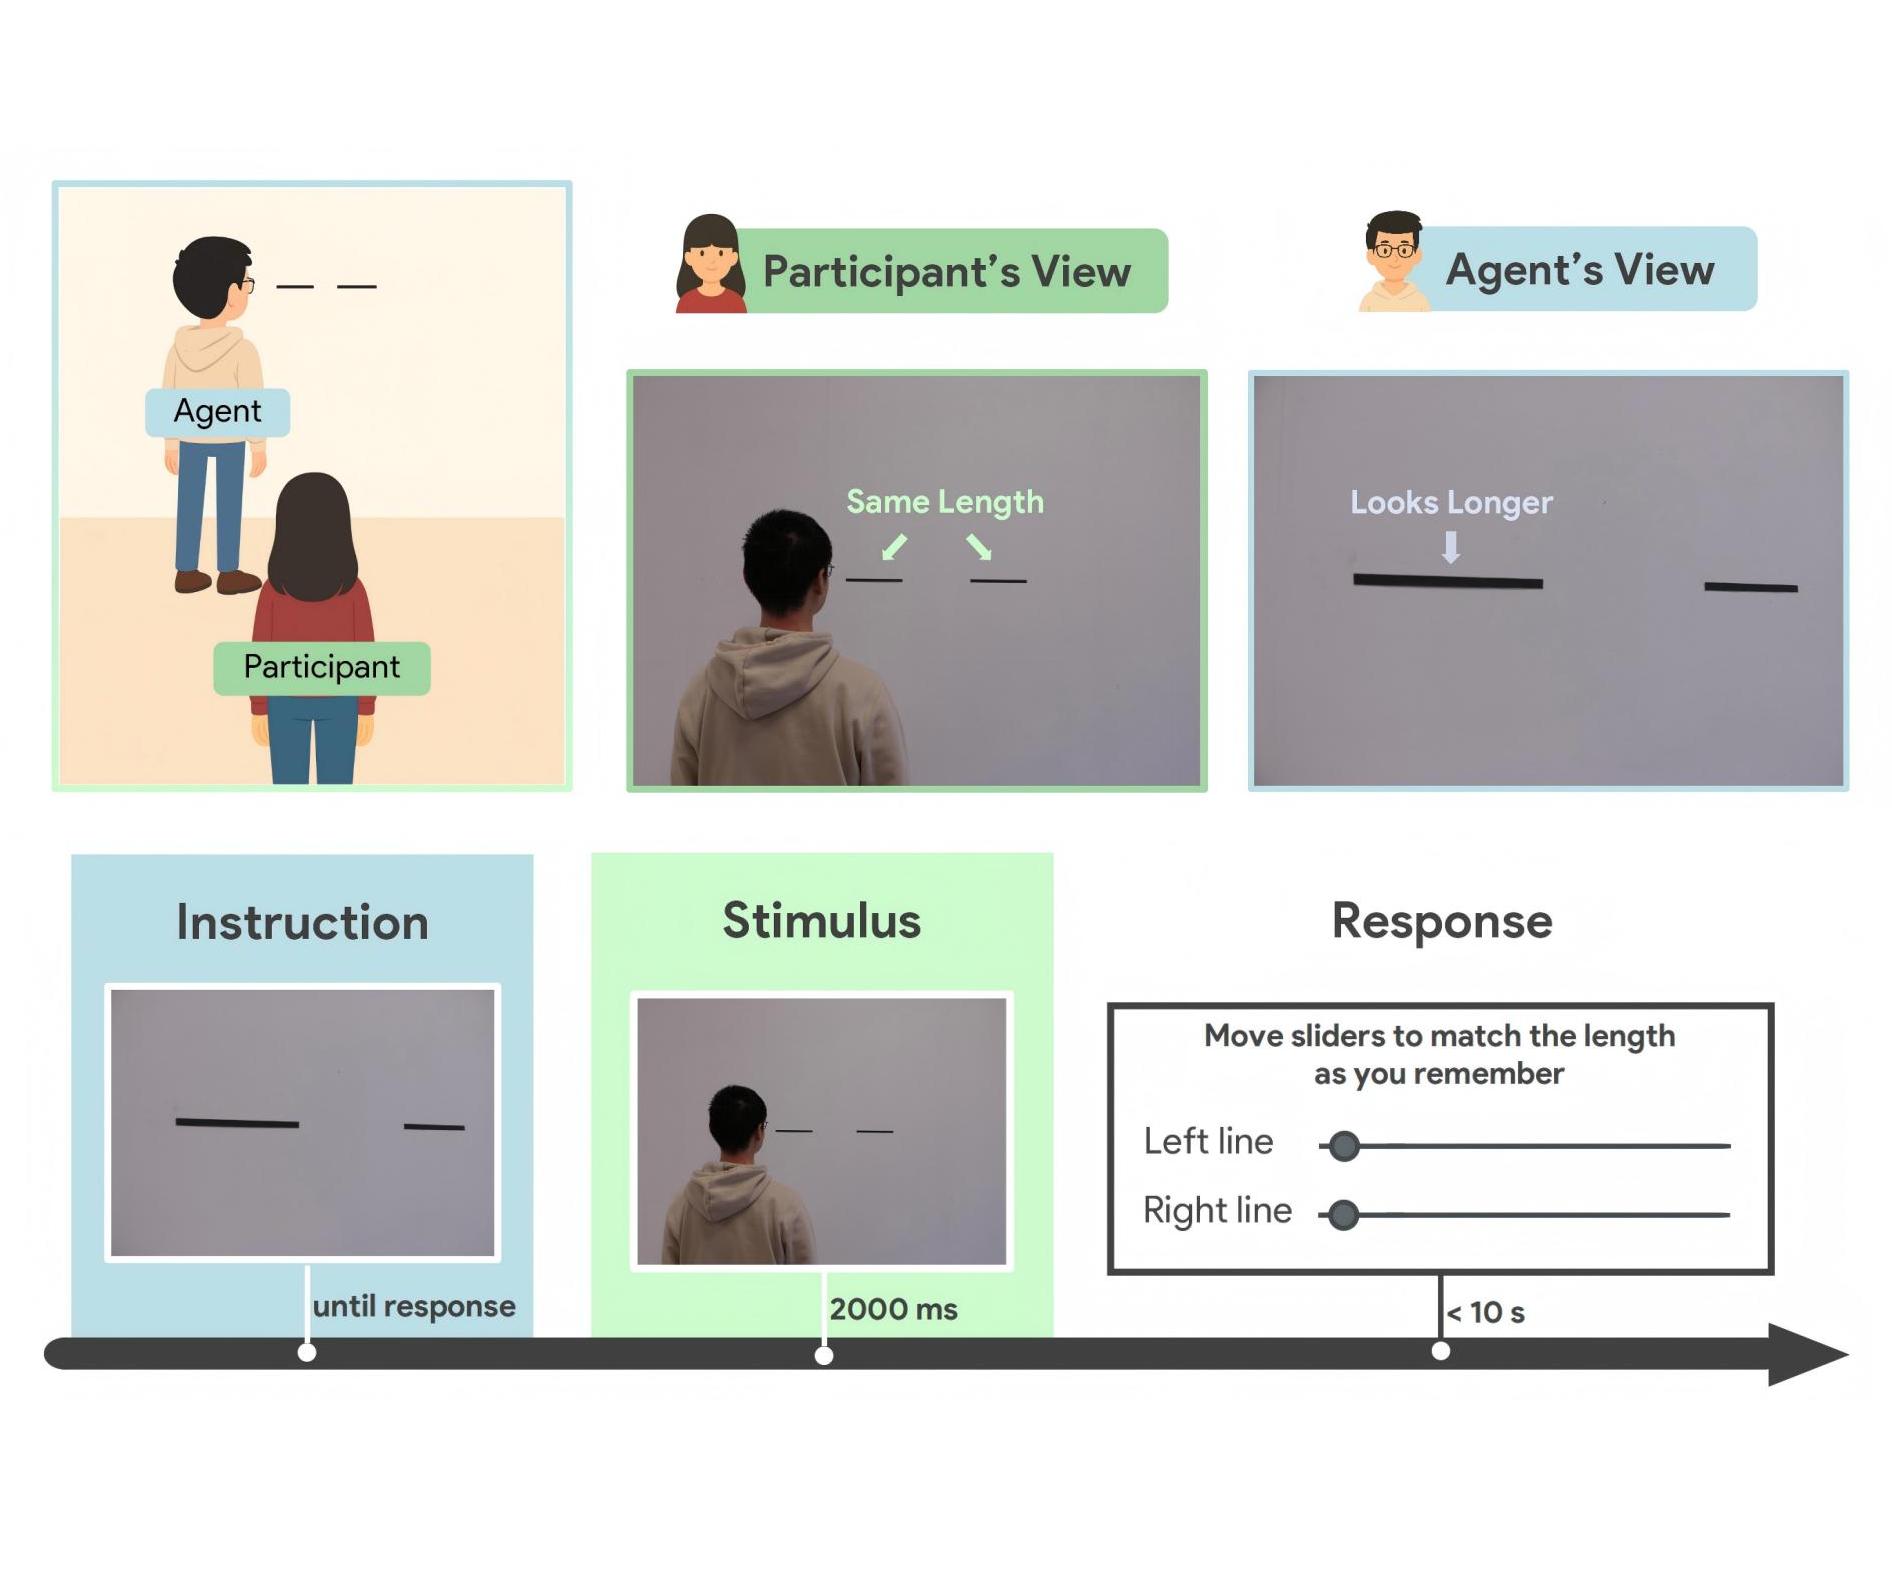 Agent
Participant
Participant’s View
Same Length
Agent’s View
Looks Longer
Instruction
until response
Stimulus
2000 ms
Response
Move sliders to match the length
as you remember
Left line
Right line
< 10 s